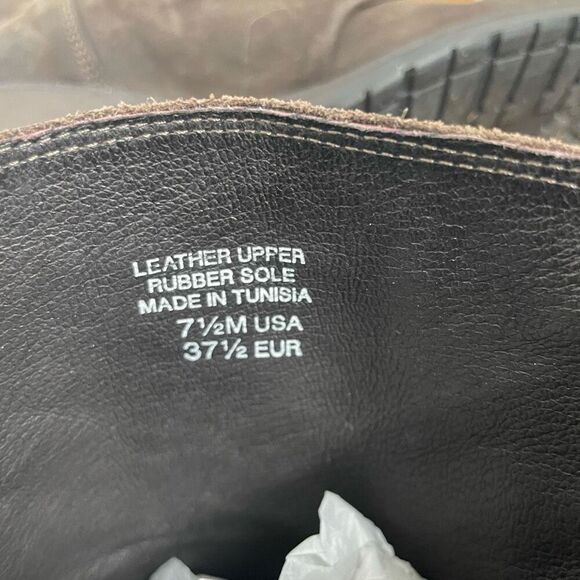 LEATHER UPPER
RUBBER SOLE
MADE IN TUNISIA
7½M USA
37½ EUR